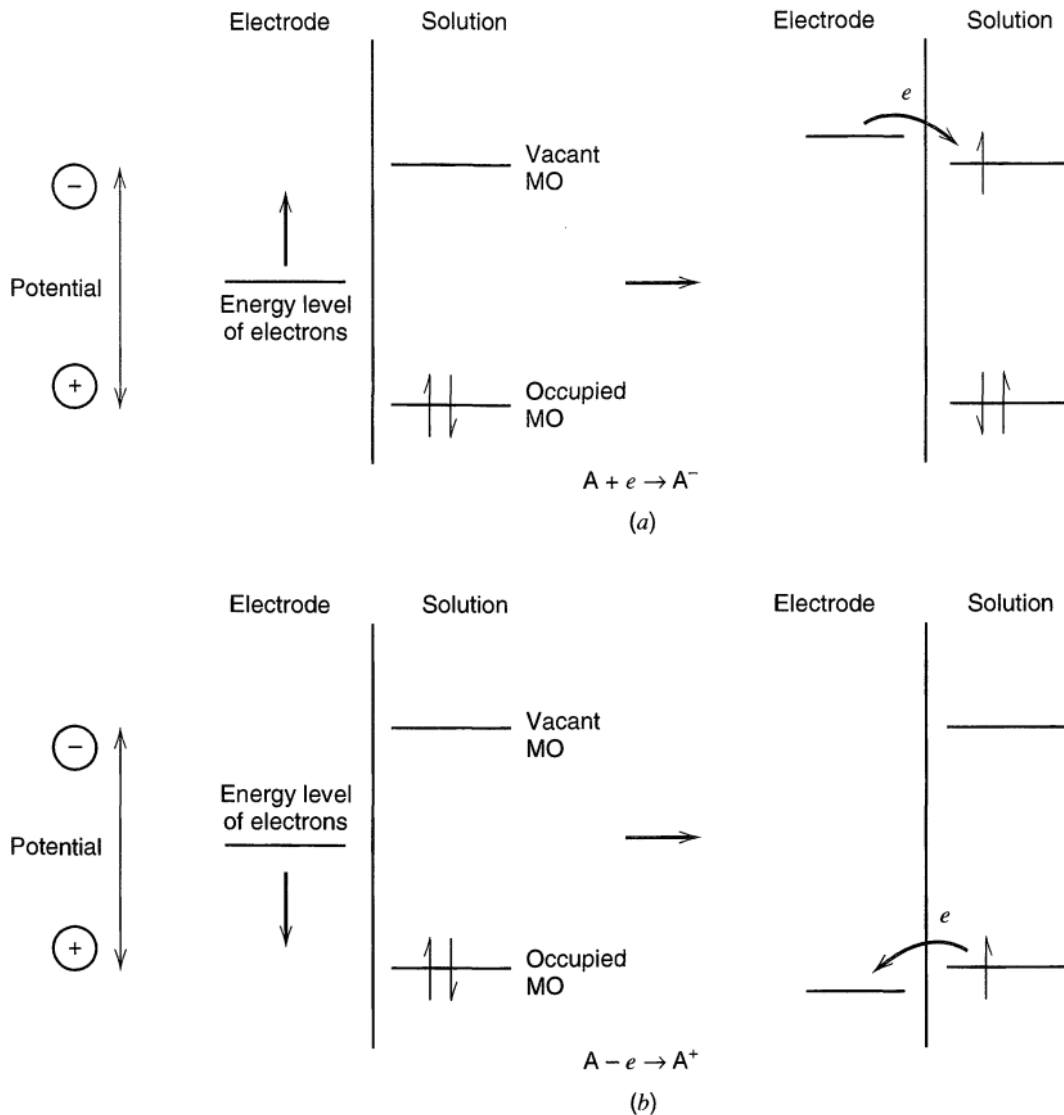 Electrode
Solution
Electrode
Solution
e
Vacant
MO
−
Potential
Energy level
of electrons
+
Occupied
MO
A + e → A⁻
(a)
Electrode
Solution
Electrode
Solution
Vacant
MO
−
Energy level
of electrons
Potential
e
+
Occupied
MO
A − e → A⁺
(b)